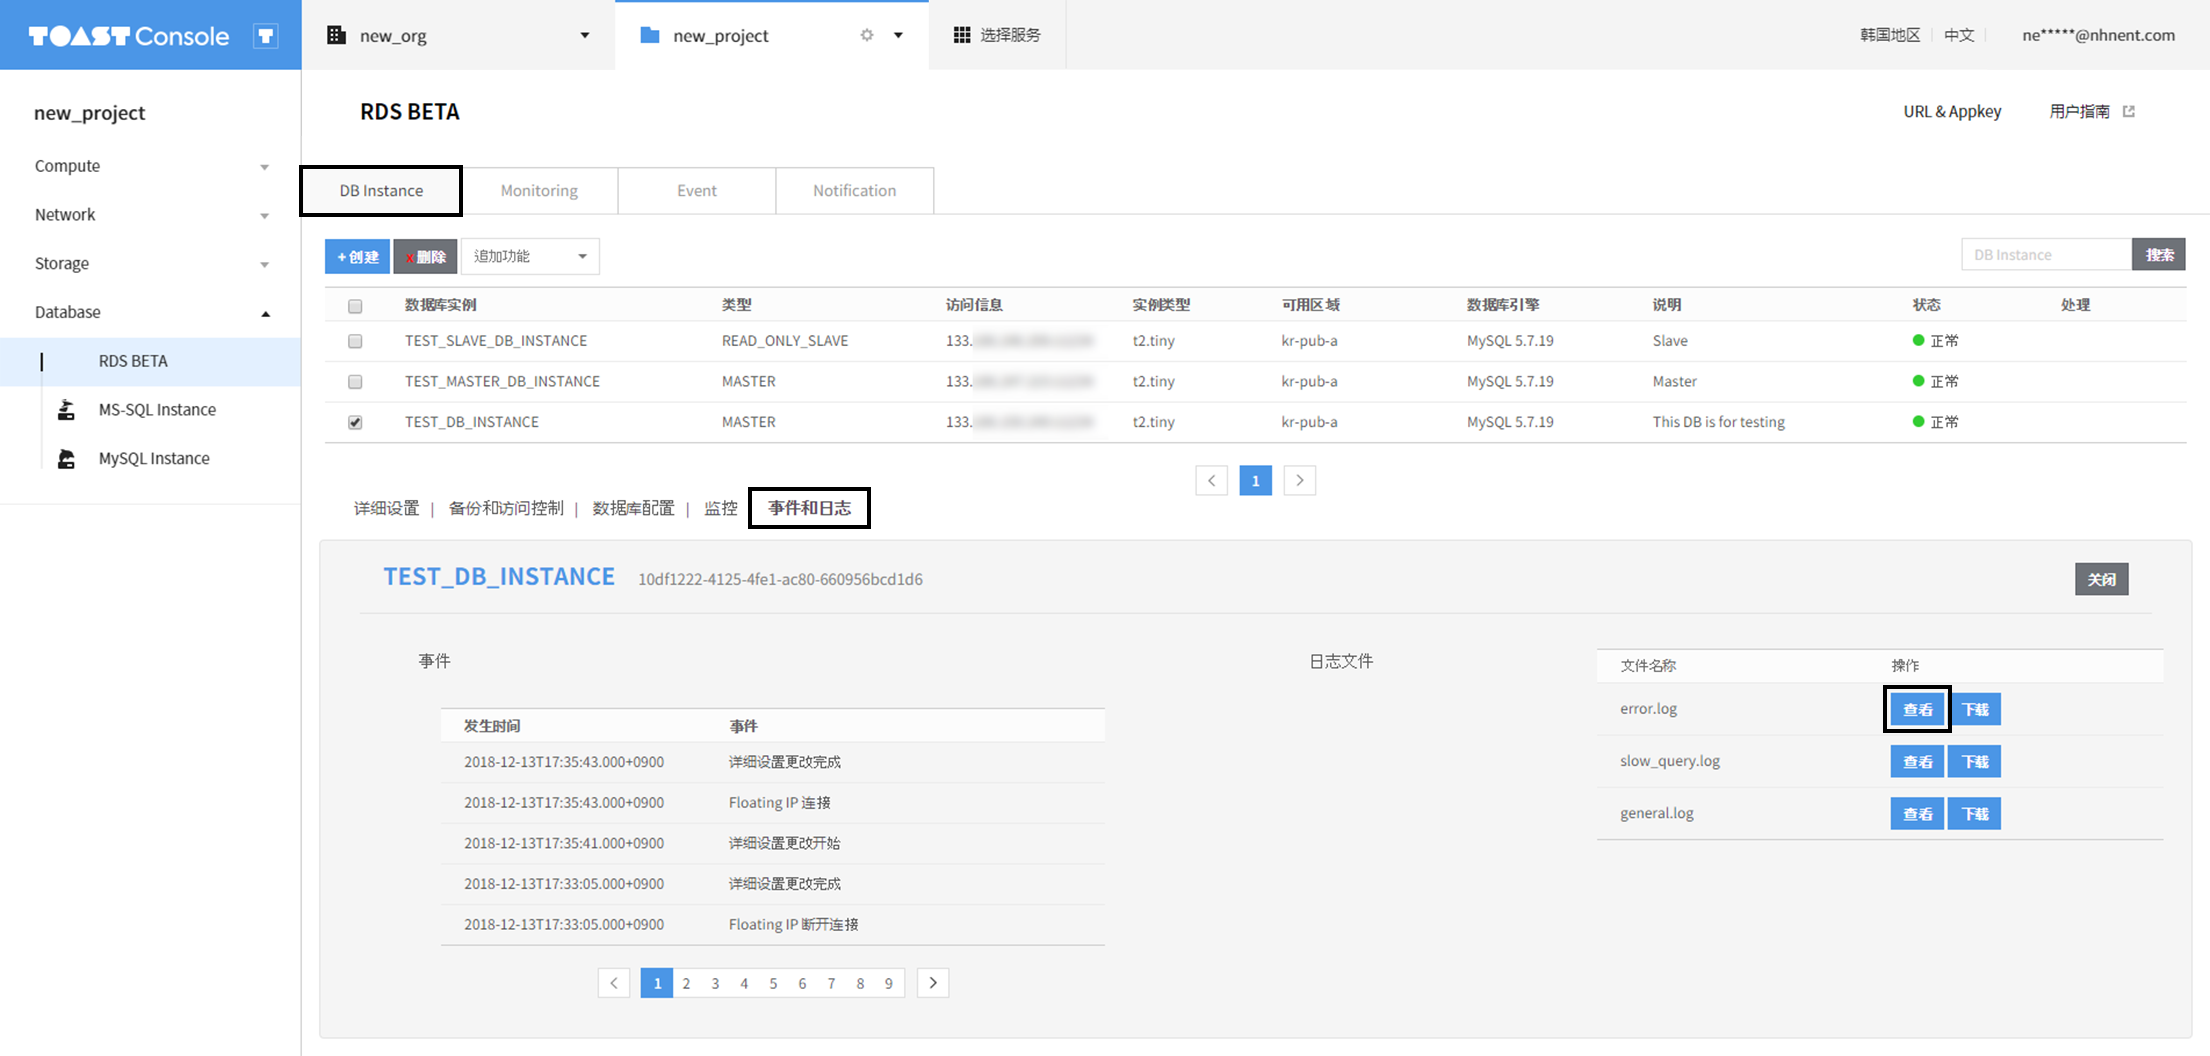 TOAST Console T
new_org
new_project
选择服务
韩国地区 中文 ne*****@nhnent.com
new_project
Compute
Network
Storage
Database
RDS BETA
MS-SQL Instance
MySQL Instance
RDS BETA
URL & Appkey 用户指南
DB Instance Monitoring Event Notification
+创建 x删除 追加功能 DB Instance 搜索
数据库实例 类型 访问信息 实例类型 可用区域 数据库引擎 说明 状态 处理
TEST_SLAVE_DB_INSTANCE READ_ONLY_SLAVE 133. t2.tiny kr-pub-a MySQL 5.7.19 Slave 正常
TEST_MASTER_DB_INSTANCE MASTER 133. t2.tiny kr-pub-a MySQL 5.7.19 Master 正常
TEST_DB_INSTANCE MASTER 133. t2.tiny kr-pub-a MySQL 5.7.19 This DB is for testing 正常
< 1 >
详细设置 | 备份和访问控制 | 数据库配置 | 监控 事件和日志
TEST_DB_INSTANCE 10df1222-4125-4fe1-ac80-660956bcd1d6 关闭
事件
发生时间 事件
2018-12-13T17:35:43.000+0900 详细设置更改完成
2018-12-13T17:35:43.000+0900 Floating IP 连接
2018-12-13T17:35:41.000+0900 详细设置更改开始
2018-12-13T17:33:05.000+0900 详细设置更改完成
2018-12-13T17:33:05.000+0900 Floating IP 断开连接
< 1 2 3 4 5 6 7 8 9 >
日志文件
文件名称 操作
error.log 查看 下载
slow_query.log 查看 下载
general.log 查看 下载